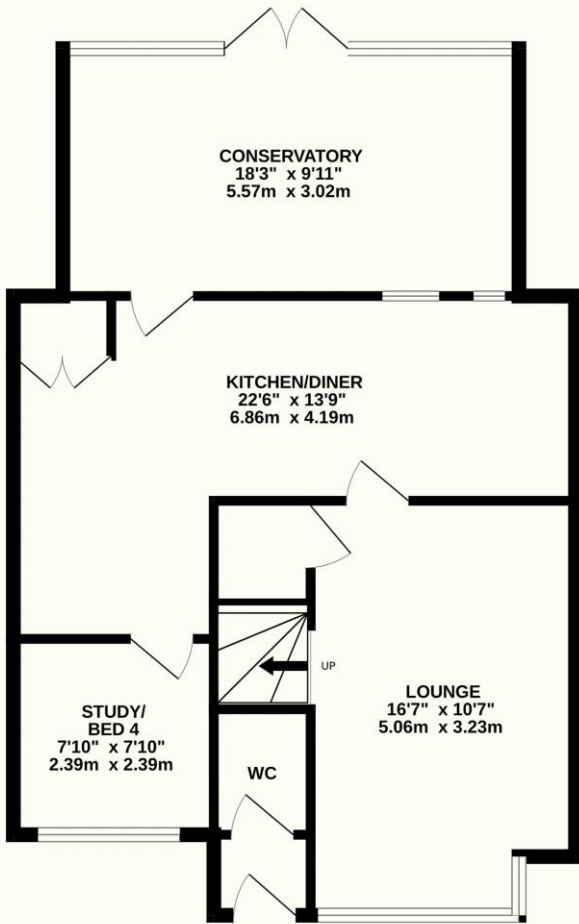 CONSERVATORY
18'3" x 9'11"
5.57m x 3.02m
KITCHEN/DINER
22'6" x 13'9"
6.86m x 4.19m
UP
LOUNGE
16'7" x 10'7"
5.06m x 3.23m
STUDY/
BED 4
7'10" x 7'10"
2.39m x 2.39m
WC